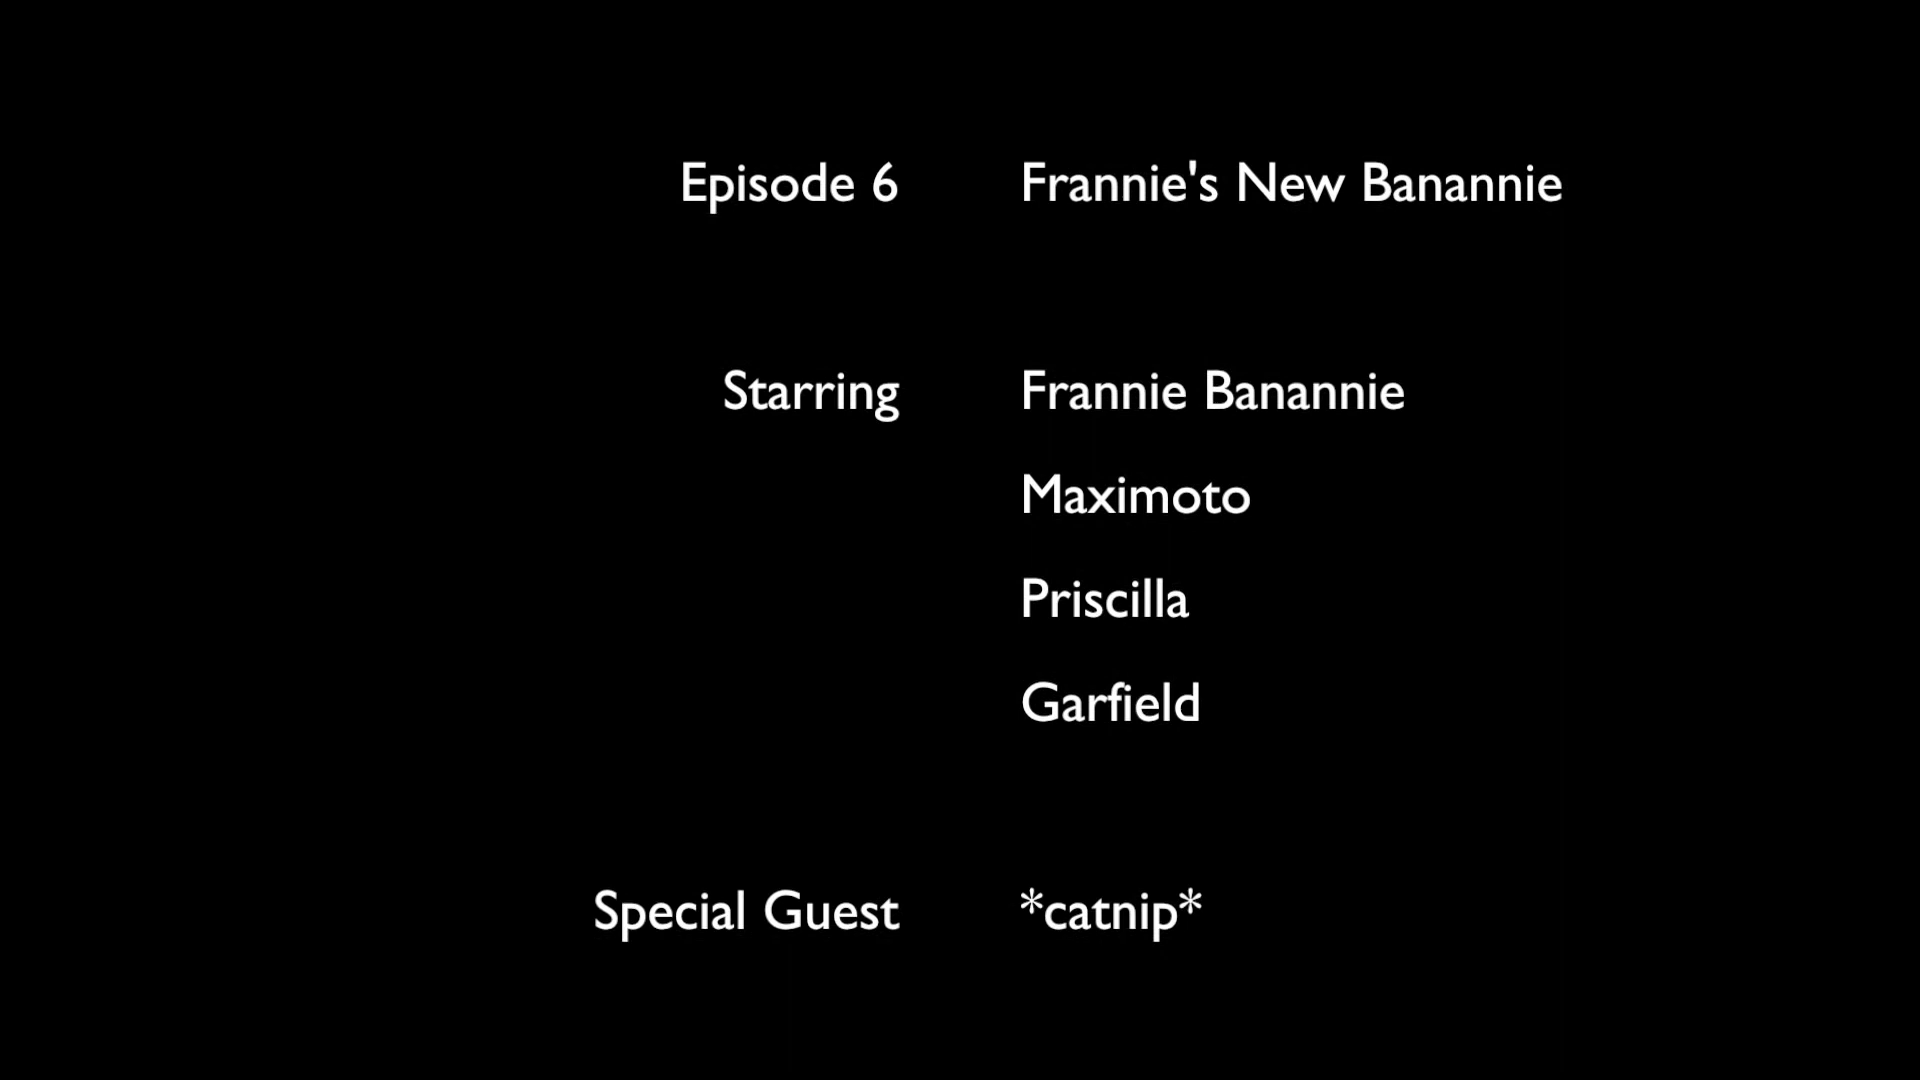 Episode 6 Frannie's New Banannie
Starring Frannie Banannie
Maximoto
Priscilla
Garfield
Special Guest *catnip*